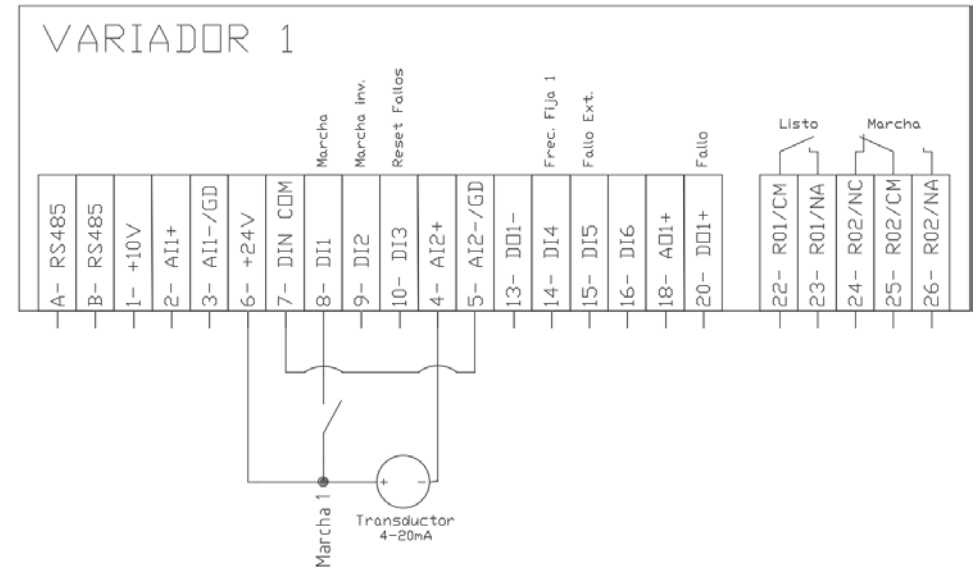 VARIADOR 1
Marcha
Marcha inv.
Reset Fallos
Frec. Fija 1
Fallo Ext.
Fallo
Listo
Marcha
A- RS485
B- RS485
1- +10V
2- AI1+
3- AI1-/GD
6- +24V
7- DIN COM
8- DI1
9- DI2
10- DI3
4- AI2+
5- AI2-/GD
13- DO1-
14- DI4
15- DI5
16- DI6
18- AO1+
20- DO1+
22- RO1/CM
23- RO1/NA
24- RO2/NC
25- RO2/CM
26- RO2/NA
+
-
Marcha 1
Transductor
4-20mA